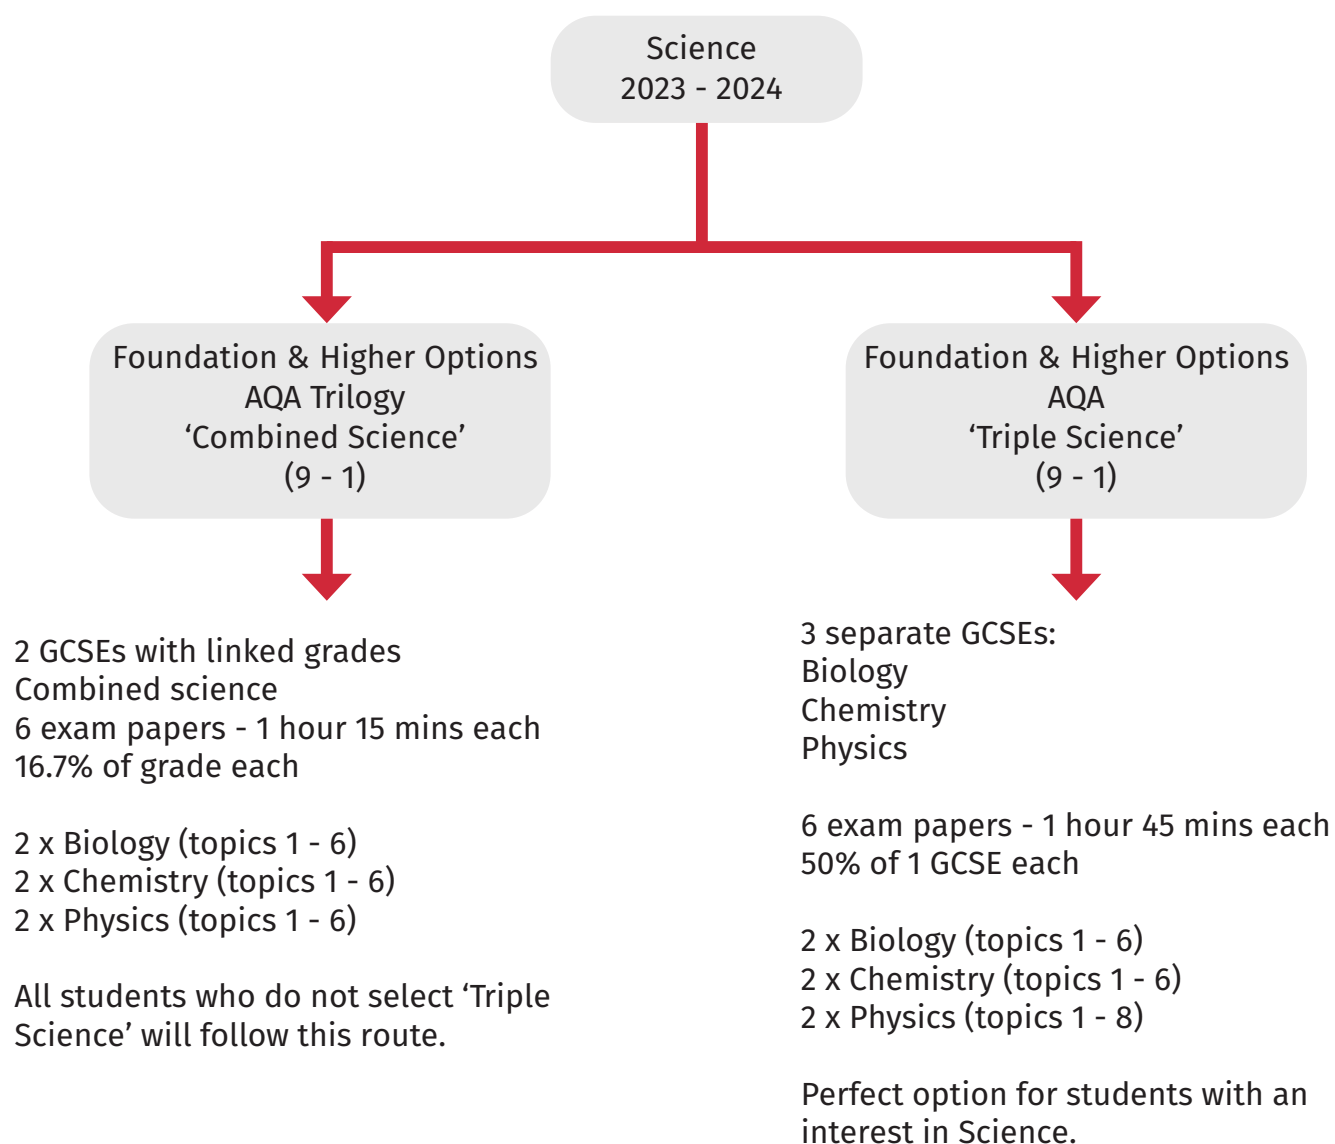 Science
2023 - 2024
Foundation & Higher Options
AQA Trilogy
‘Combined Science’
(9 - 1)
2 GCSEs with linked grades
Combined science
6 exam papers - 1 hour 15 mins each
16.7% of grade each
2 x Biology (topics 1 - 6)
2 x Chemistry (topics 1 - 6)
2 x Physics (topics 1 - 6)
All students who do not select ‘Triple
Science’ will follow this route.
Foundation & Higher Options
AQA
‘Triple Science’
(9 - 1)
3 separate GCSEs:
Biology
Chemistry
Physics
6 exam papers - 1 hour 45 mins each
50% of 1 GCSE each
2 x Biology (topics 1 - 6)
2 x Chemistry (topics 1 - 6)
2 x Physics (topics 1 - 8)
Perfect option for students with an
interest in Science.